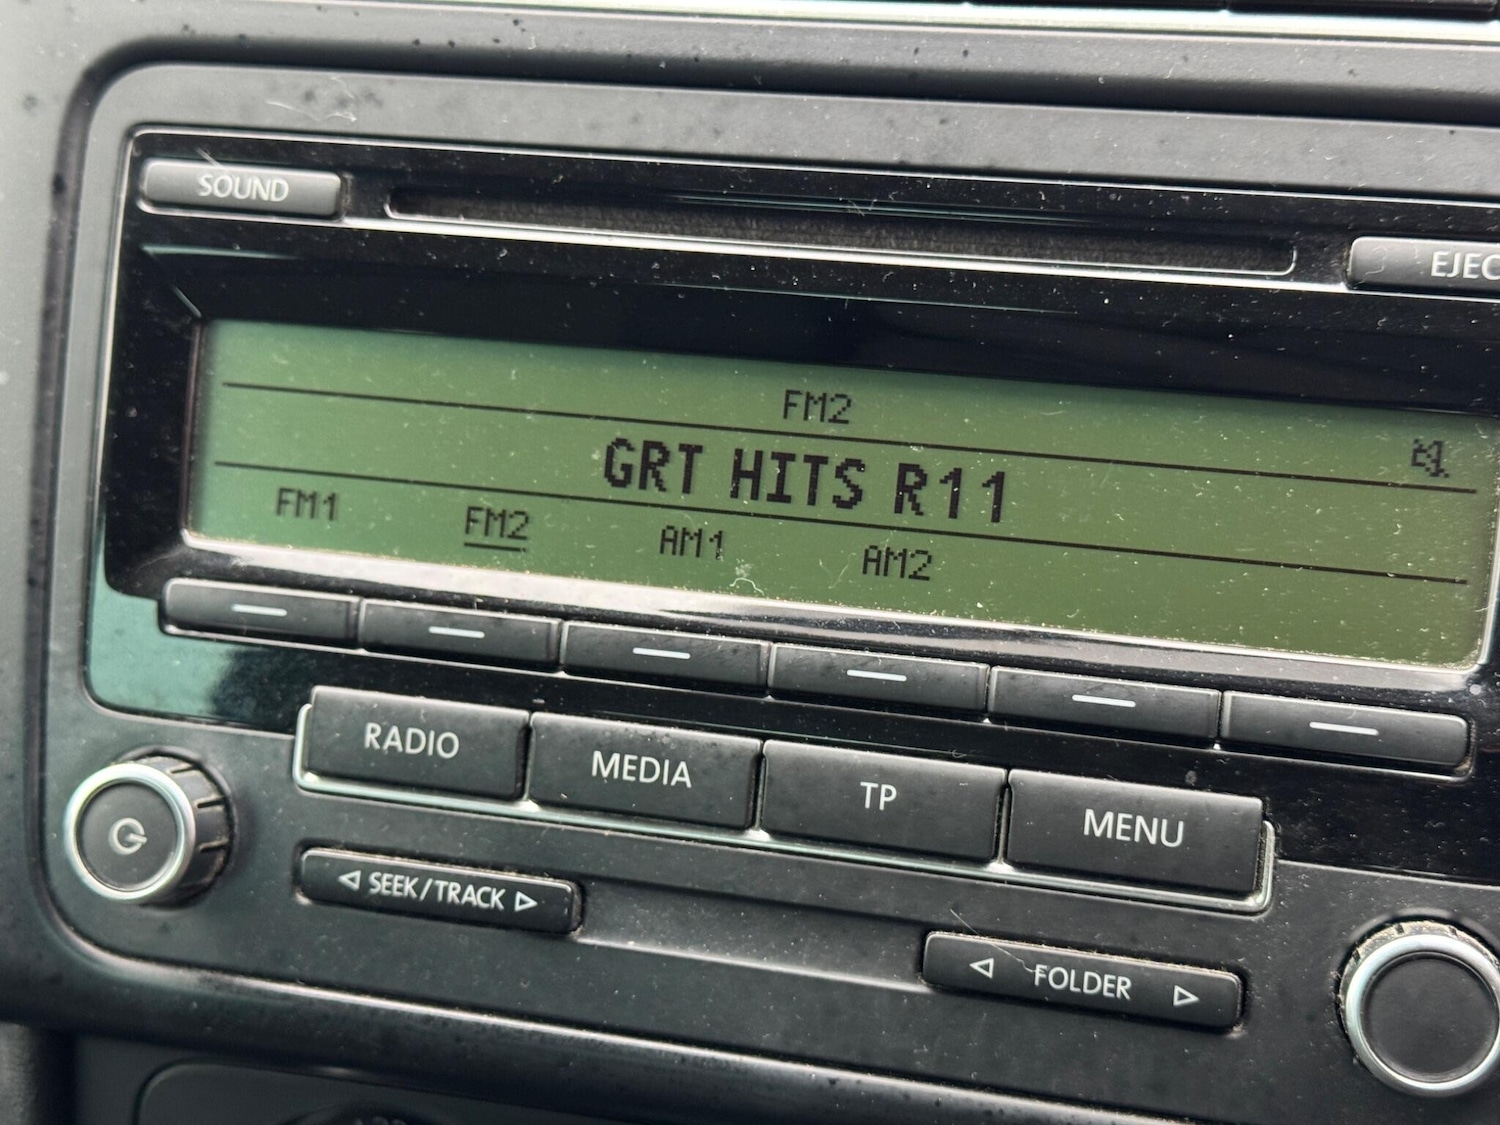 SOUND
EJEC
FM2
GRT HITS R11
FM1 FM2 AM1 AM2
RADIO MEDIA TP MENU
SEEK/TRACK
FOLDER